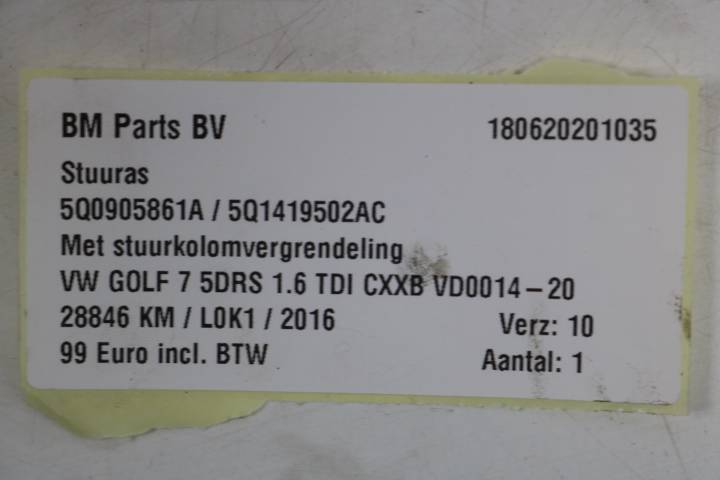 BM Parts BV 180620201035
Stuuras
5Q0905861A / 5Q1419502AC
Met stuurkolomvergrendeling
VW GOLF 7 5DRS 1.6 TDI CXXB VD0014-20
28846 KM / L0K1 / 2016 Verz: 10
99 Euro incl. BTW Aantal: 1